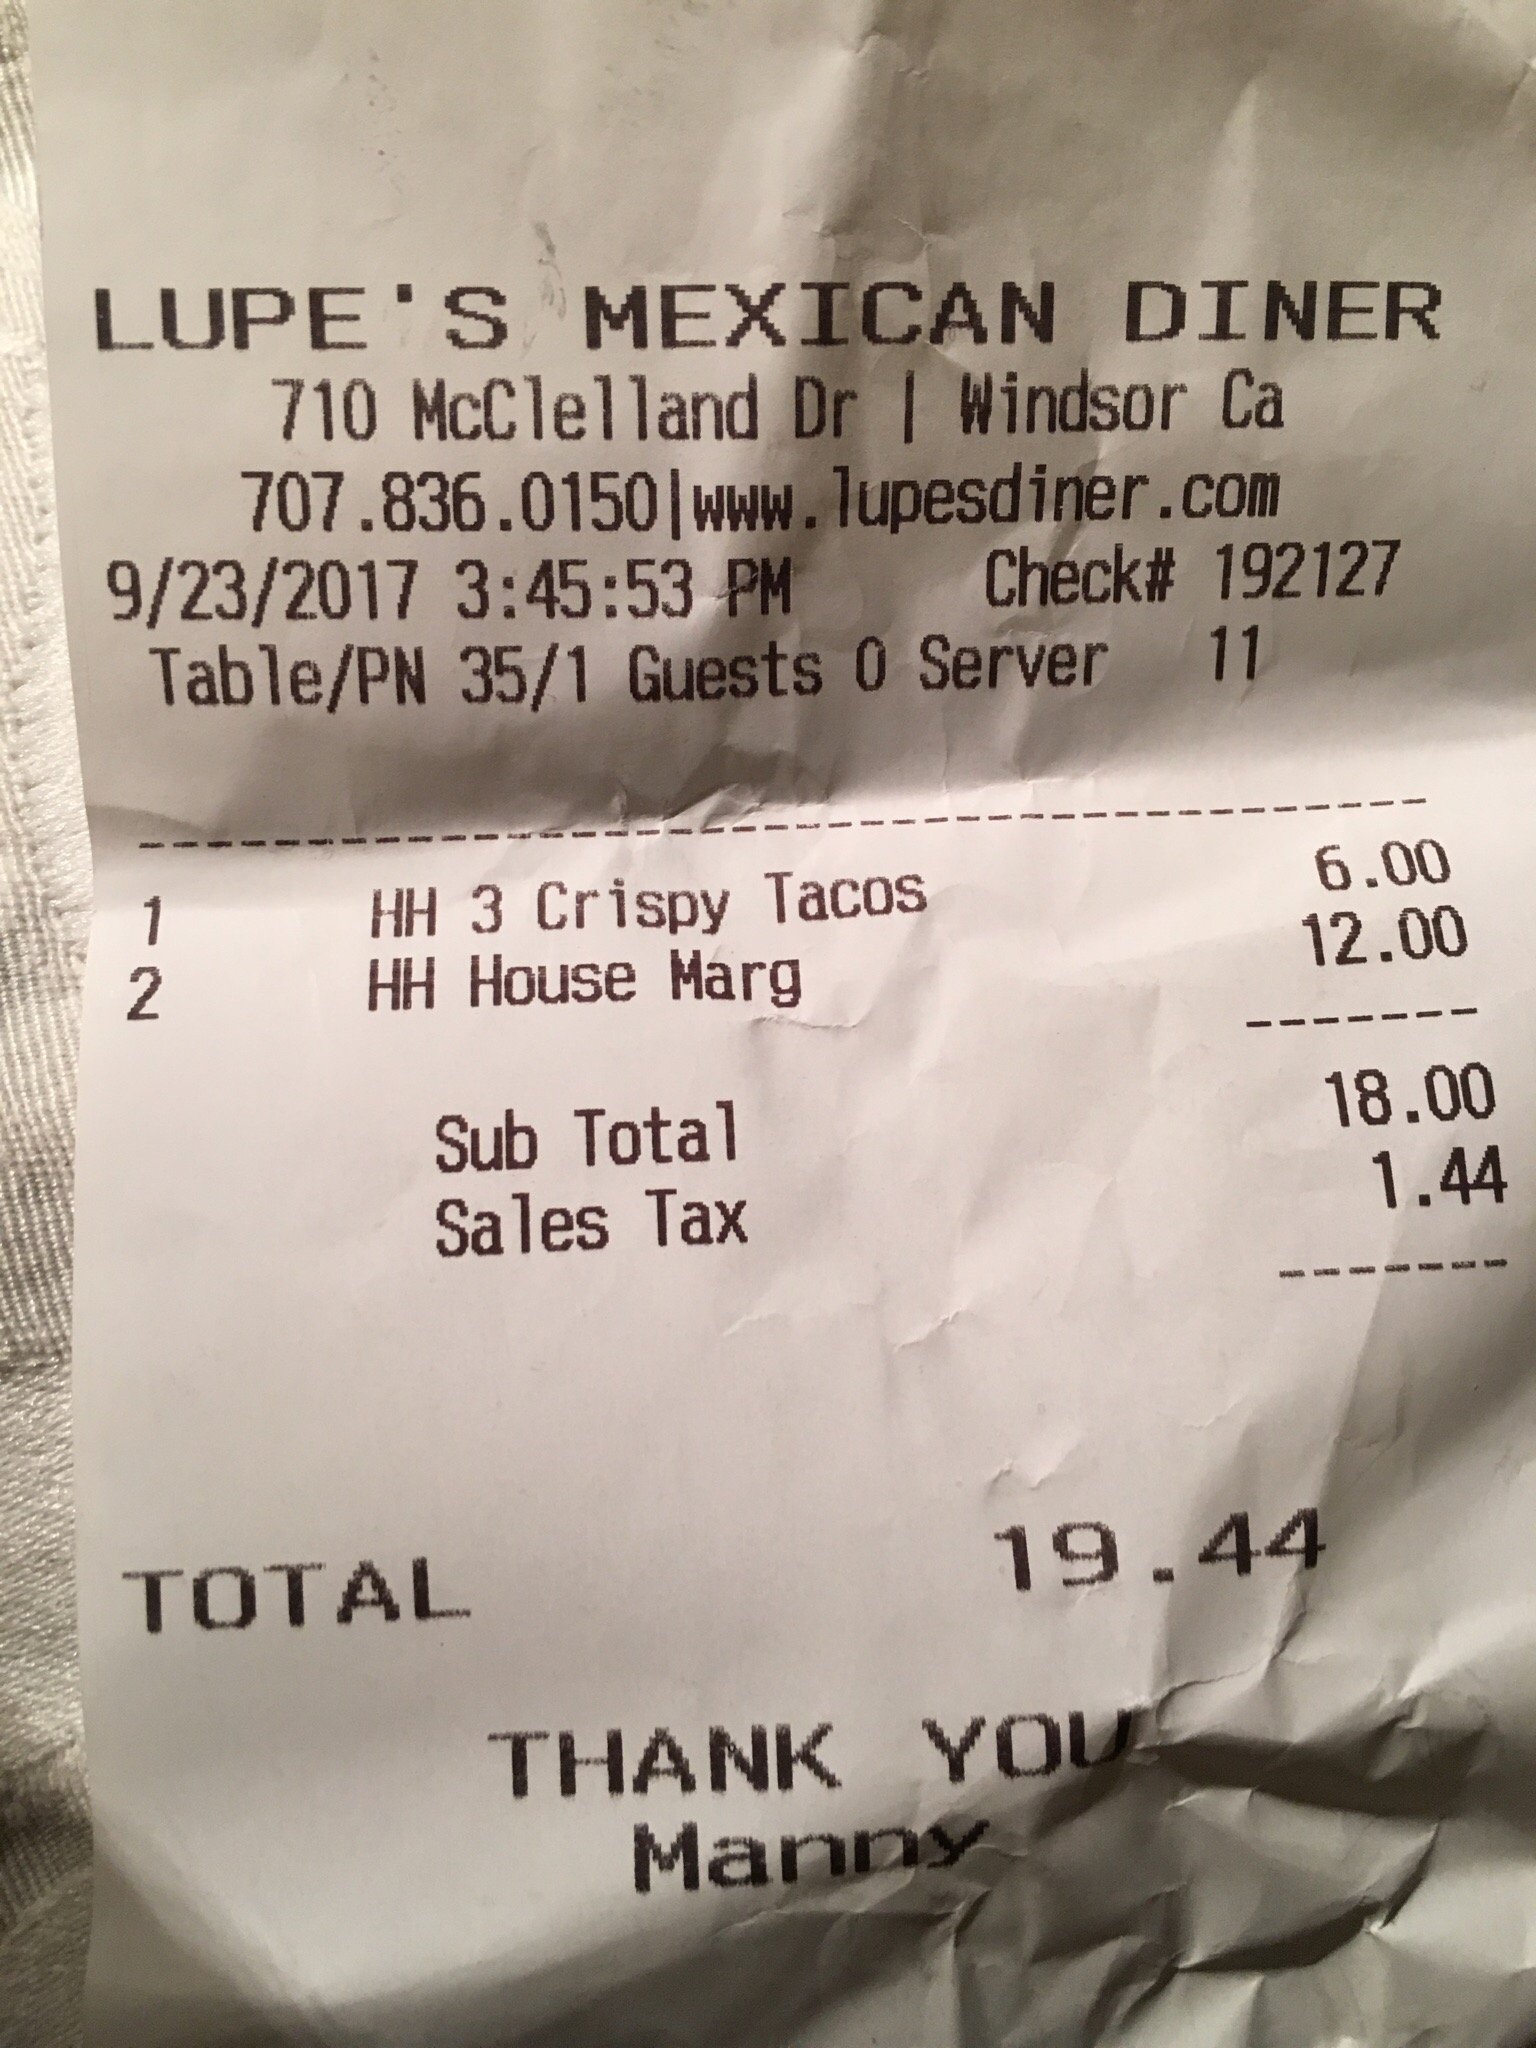 LUPE'S MEXICAN DINER
710 McClelland Dr | Windsor Ca
707.836.0150|www.lupesdiner.com
9/23/2017 3:45:53 PM Check# 192127
Table/PN 35/1 Guests 0 Server 11
--------------------------------------
1 HH 3 Crispy Tacos 6.00
2 HH House Marg 12.00
-------
Sub Total 18.00
Sales Tax 1.44
-------
TOTAL 19.44
THANK YOU
Manny